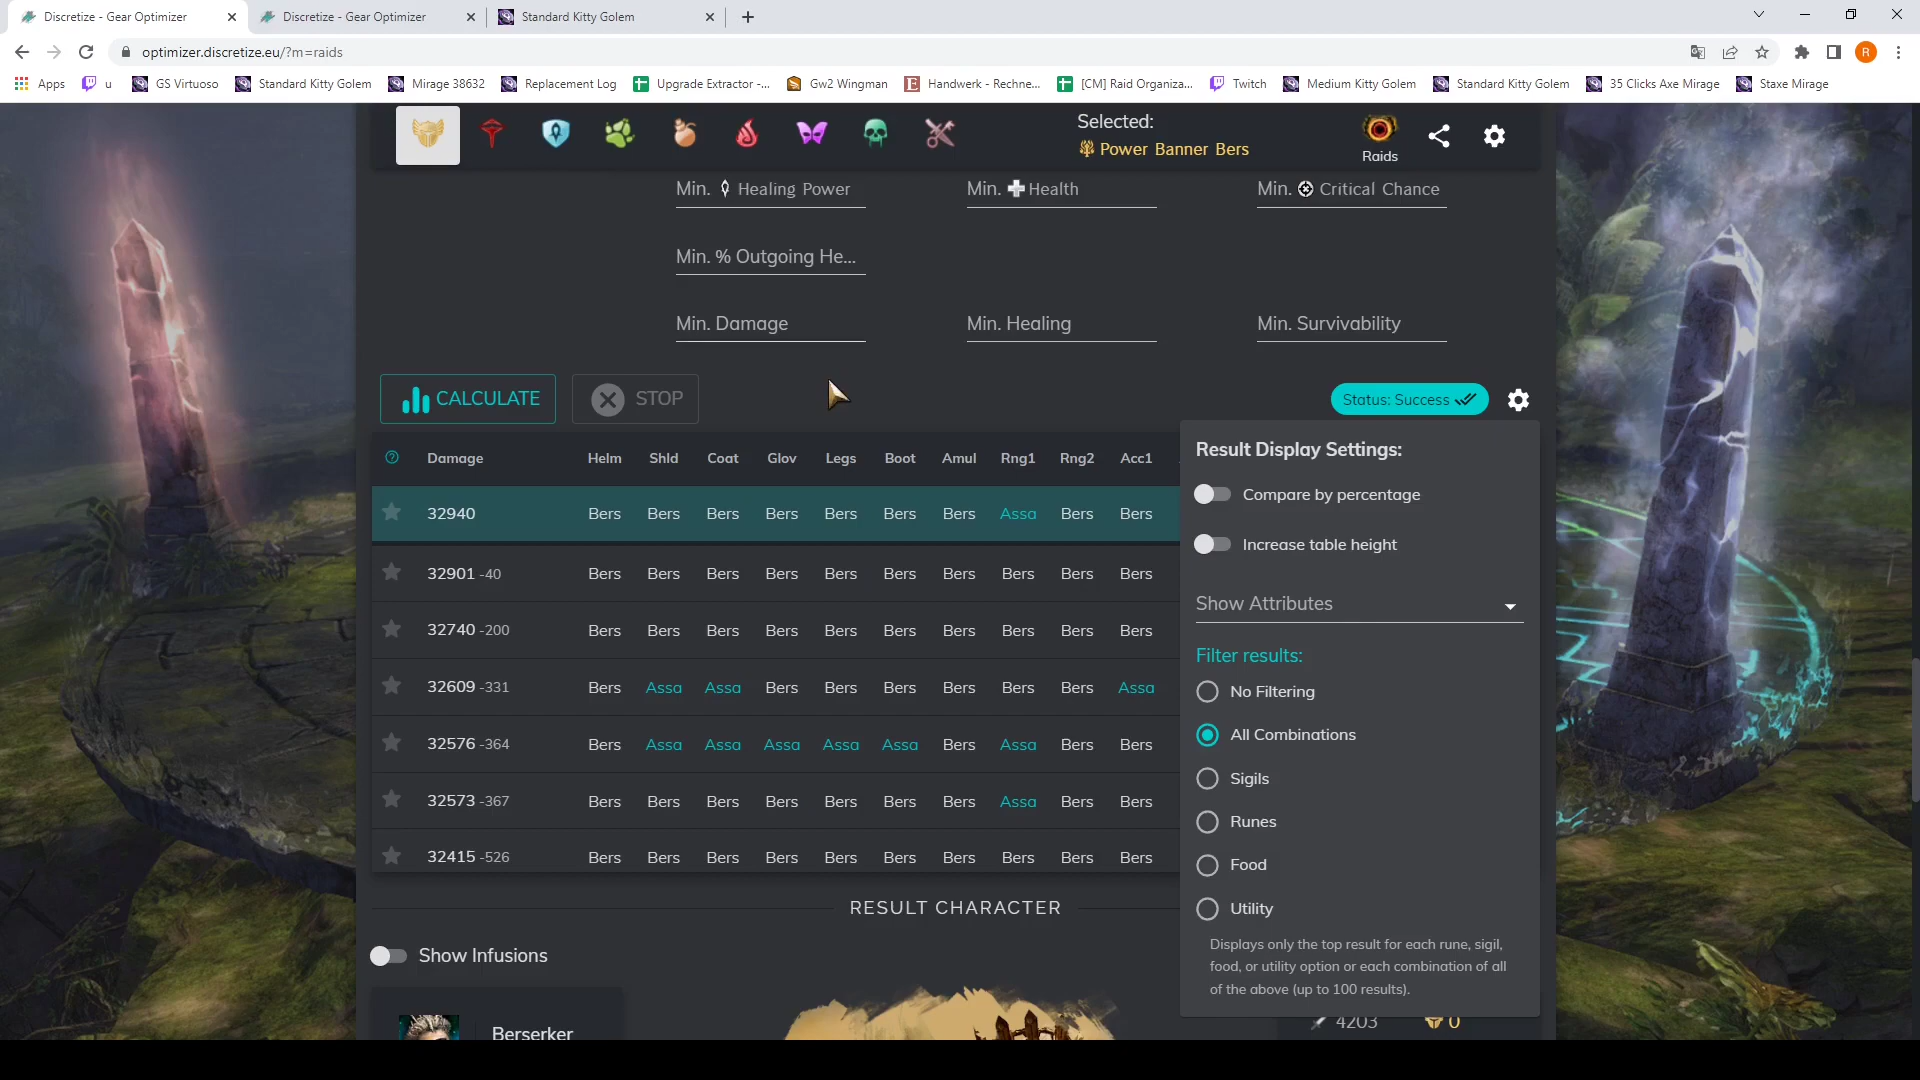 Discretize - Gear Optimizer
Discretize - Gear Optimizer
Standard Kitty Golem
optimizer.discretize.eu/?m=raids
R
Apps
u
GS Virtuoso
Standard Kitty Golem
Mirage 38632
Replacement Log
Upgrade Extractor -...
Gw2 Wingman
Handwerk - Rechne...
[CM] Raid Organiza...
Twitch
Medium Kitty Golem
Standard Kitty Golem
35 Clicks Axe Mirage
Staxe Mirage
Selected:
Power Banner Bers
Raids
Min. Healing Power
Min. Health
Min. Critical Chance
Min. % Outgoing He...
Min. Damage
Min. Healing
Min. Survivability
CALCULATE
STOP
Status: Success
Damage Helm Shld Coat Glov Legs Boot Amul Rng1 Rng2 Acc1
32940 Bers Bers Bers Bers Bers Bers Bers Assa Bers Bers
32901 -40 Bers Bers Bers Bers Bers Bers Bers Bers Bers Bers
32740 -200 Bers Bers Bers Bers Bers Bers Bers Bers Bers Bers
32609 -331 Bers Assa Assa Bers Bers Bers Bers Bers Bers Assa
32576 -364 Bers Assa Assa Assa Assa Assa Bers Assa Bers Bers
32573 -367 Bers Bers Bers Bers Bers Bers Bers Assa Bers Bers
32415 -526 Bers Bers Bers Bers Bers Bers Bers Bers Bers Bers
Result Display Settings:
Compare by percentage
Increase table height
Show Attributes
Filter results:
No Filtering
All Combinations
Sigils
Runes
Food
Utility
Displays only the top result for each rune, sigil,
food, or utility option or each combination of all
of the above (up to 100 results).
RESULT CHARACTER
Show Infusions
Berserker
4203
0